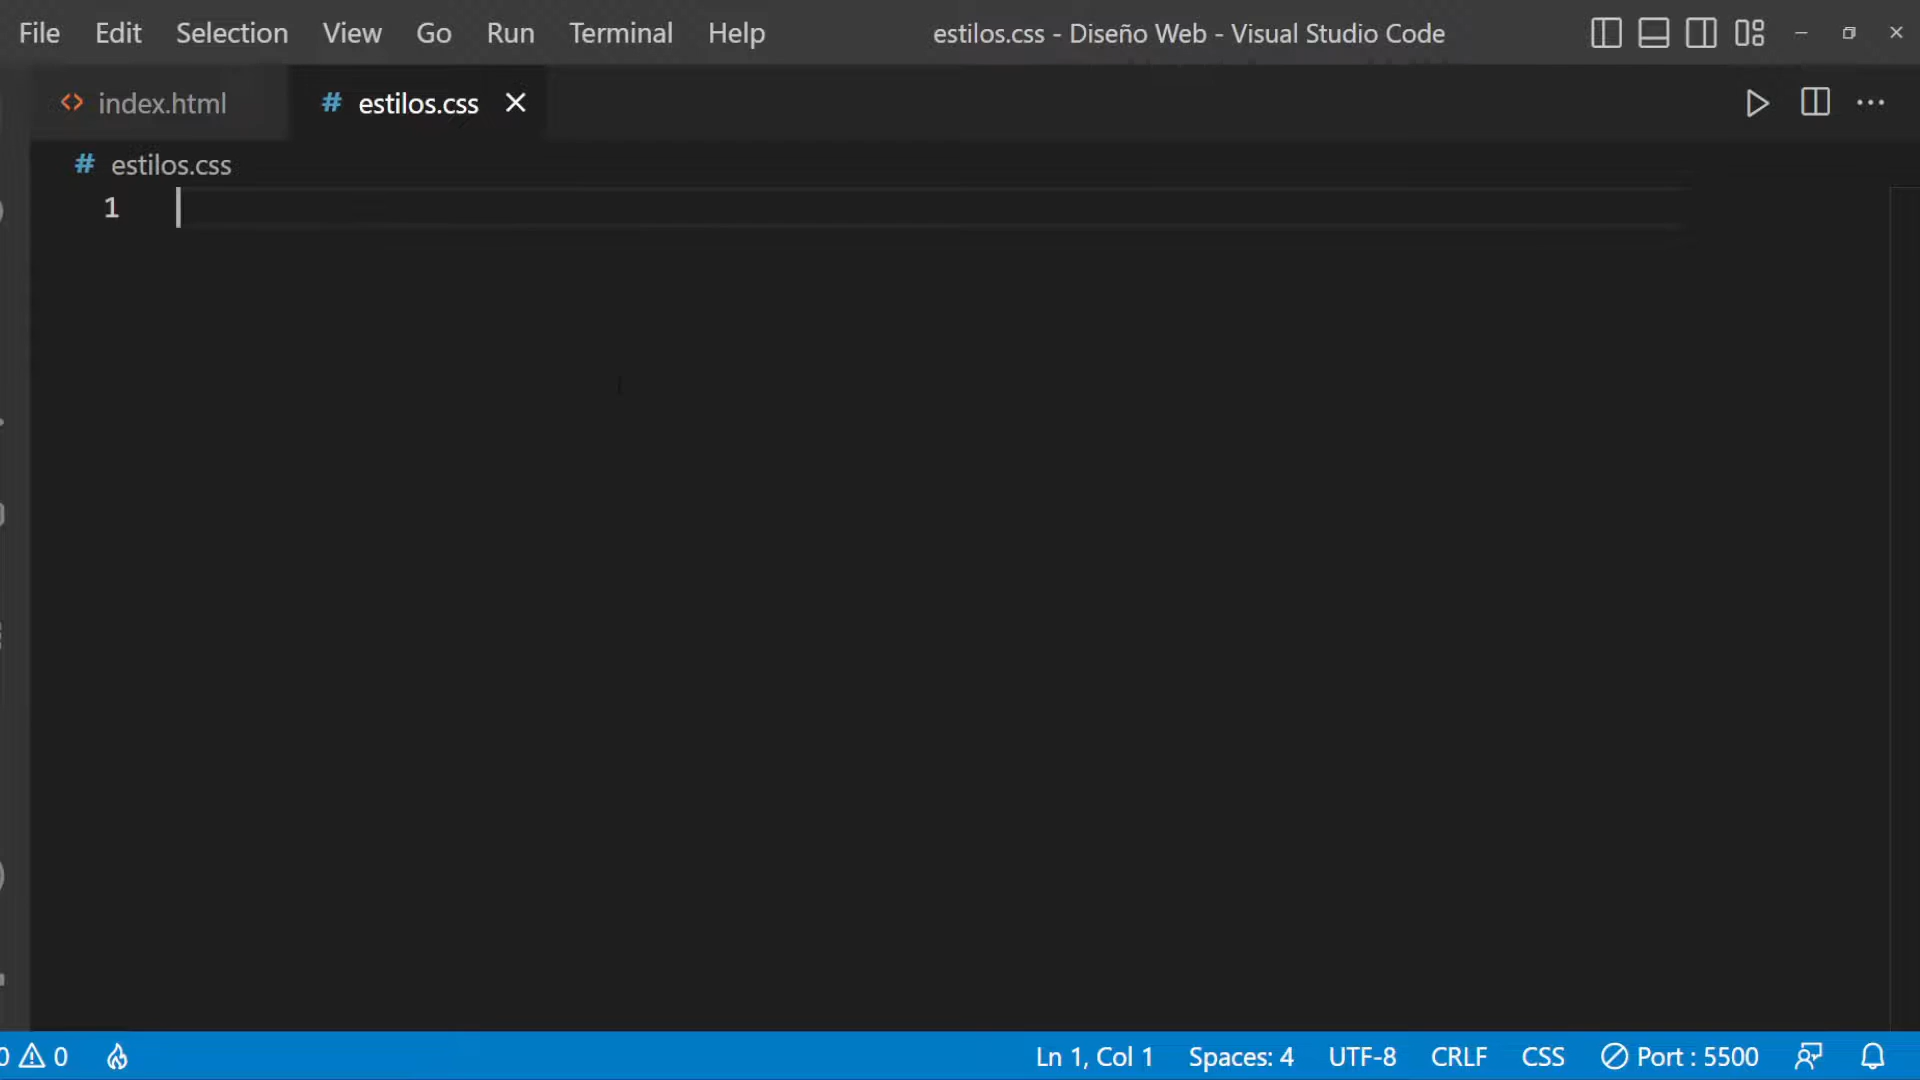 File Edit Selection View Go Run Terminal Help estilos.css - Diseño Web - Visual Studio Code
index.html # estilos.css
# estilos.css
1
0 0 Ln 1, Col 1 Spaces: 4 UTF-8 CRLF CSS Port : 5500